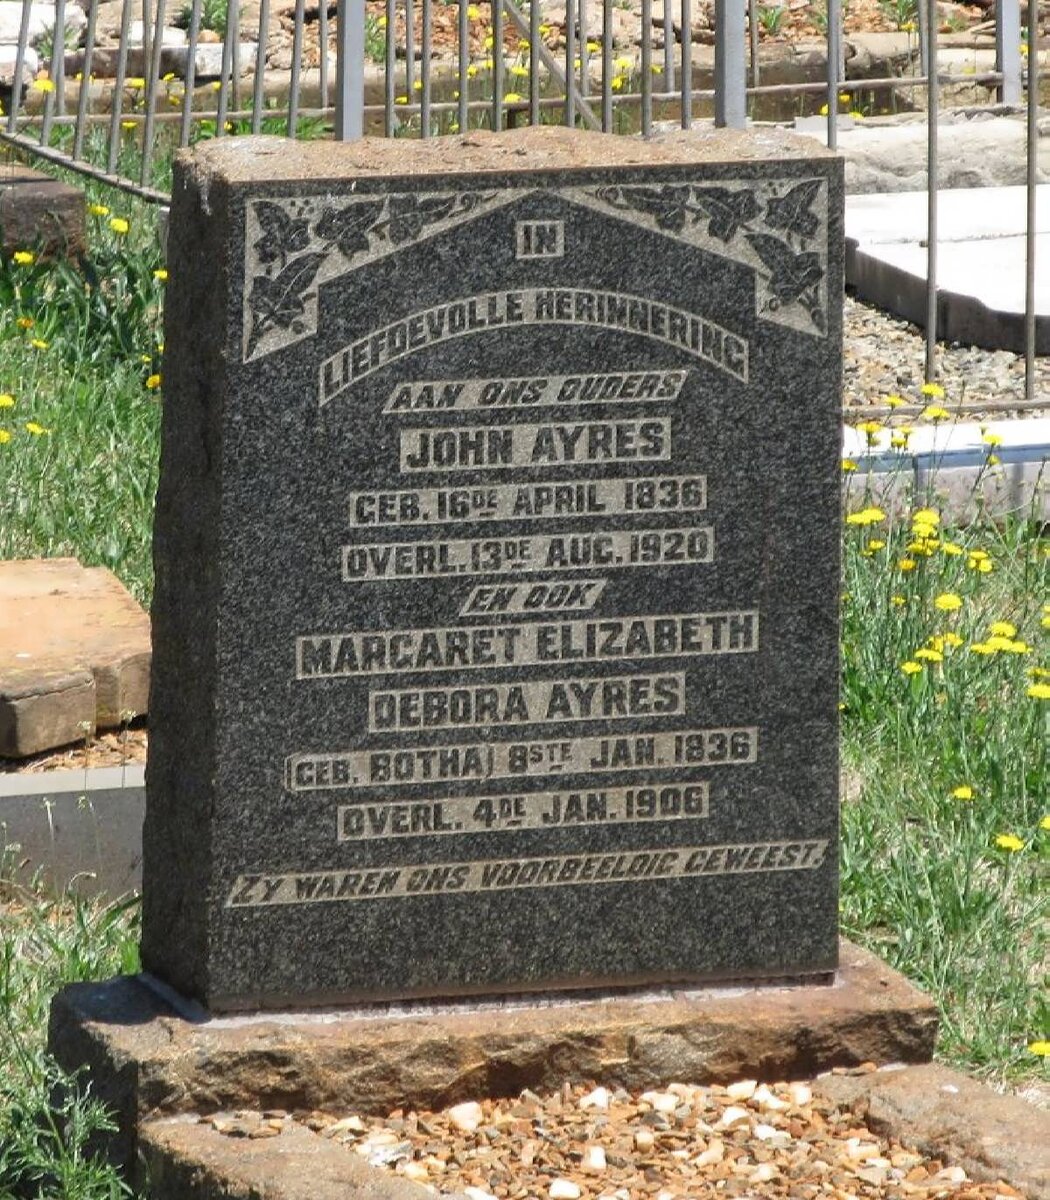 IN
LIEFDEVOLLE HERINNERING
AAN ONS OUDERS
JOHN AYRES
GEB. 16DE APRIL 1836
OVERL. 13DE AUG. 1920
EN OOK
MARGARET ELIZABETH
DEBORA AYRES
(GEB. BOTHA) 8STE JAN. 1836
OVERL. 4DE JAN. 1906
ZY WAREN ONS VOORBEELDIG GEWEEST.